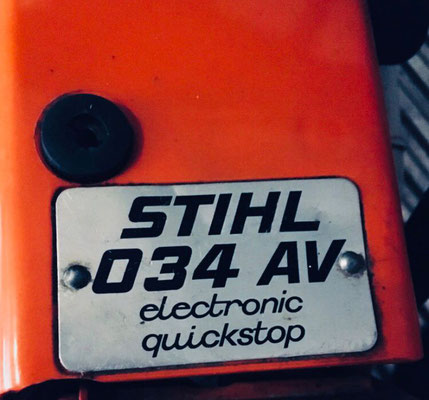 STIHL
034 AV
electronic
quickstop